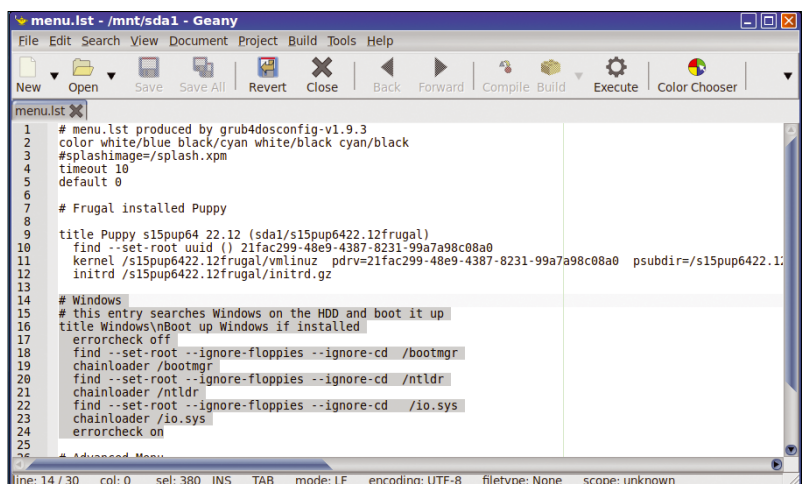 menu.lst - /mnt/sda1 - Geany
File Edit Search View Document Project Build Tools Help
New Open Save Save All Revert Close Back Forward Compile Build Execute Color Chooser
menu.lst
1 # menu.lst produced by grub4dosconfig-v1.9.3
2 color white/blue black/cyan white/black cyan/black
3 #splashimage=/splash.xpm
4 timeout 10
5 default 0
6
7 # Frugal installed Puppy
8
9 title Puppy s15pup64 22.12 (sda1/s15pup6422.12frugal)
10 find --set-root uuid () 21fac299-48e9-4387-8231-99a7a98c08a0
11 kernel /s15pup6422.12frugal/vmlinuz pdrv=21fac299-48e9-4387-8231-99a7a98c08a0 psubdir=/s15pup6422.12
12 initrd /s15pup6422.12frugal/initrd.gz
13
14 # Windows
15 # this entry searches Windows on the HDD and boot it up
16 title Windows\nBoot up Windows if installed
17 errorcheck off
18 find --set-root --ignore-floppies --ignore-cd /bootmgr
19 chainloader /bootmgr
20 find --set-root --ignore-floppies --ignore-cd /ntldr
21 chainloader /ntldr
22 find --set-root --ignore-floppies --ignore-cd /io.sys
23 chainloader /io.sys
24 errorcheck on
25
26 # Advanced Menu
line: 14 / 30 col: 0 sel: 380 INS TAB mode: LF encoding: UTF-8 filetype: None scope: unknown